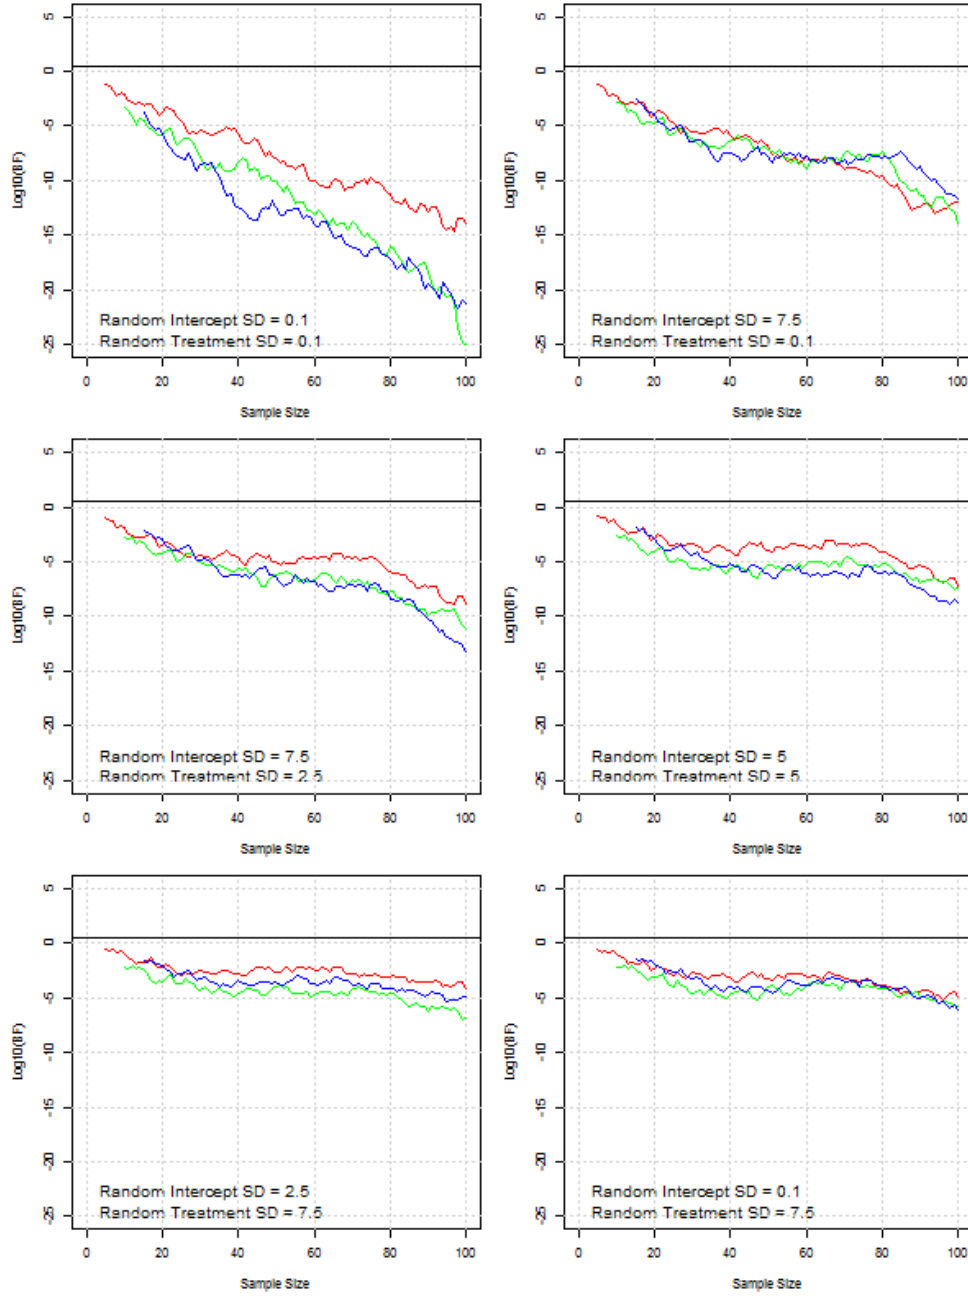 5
0
-5
-10
-15
-20
-25
Log10(BF)
Random Intercept SD = 0.1
Random Treatment SD = 0.1
0 20 40 60 80 100
Sample Size
5
0
-5
-10
-15
-20
-25
Log10(BF)
Random Intercept SD = 7.5
Random Treatment SD = 0.1
0 20 40 60 80 100
Sample Size
5
0
-5
-10
-15
-20
-25
Log10(BF)
Random Intercept SD = 7.5
Random Treatment SD = 2.5
0 20 40 60 80 100
Sample Size
5
0
-5
-10
-15
-20
-25
Log10(BF)
Random Intercept SD = 5
Random Treatment SD = 5
0 20 40 60 80 100
Sample Size
5
0
-5
-10
-15
-20
-25
Log10(BF)
Random Intercept SD = 2.5
Random Treatment SD = 7.5
0 20 40 60 80 100
Sample Size
5
0
-5
-10
-15
-20
-25
Log10(BF)
Random Intercept SD = 0.1
Random Treatment SD = 7.5
0 20 40 60 80 100
Sample Size